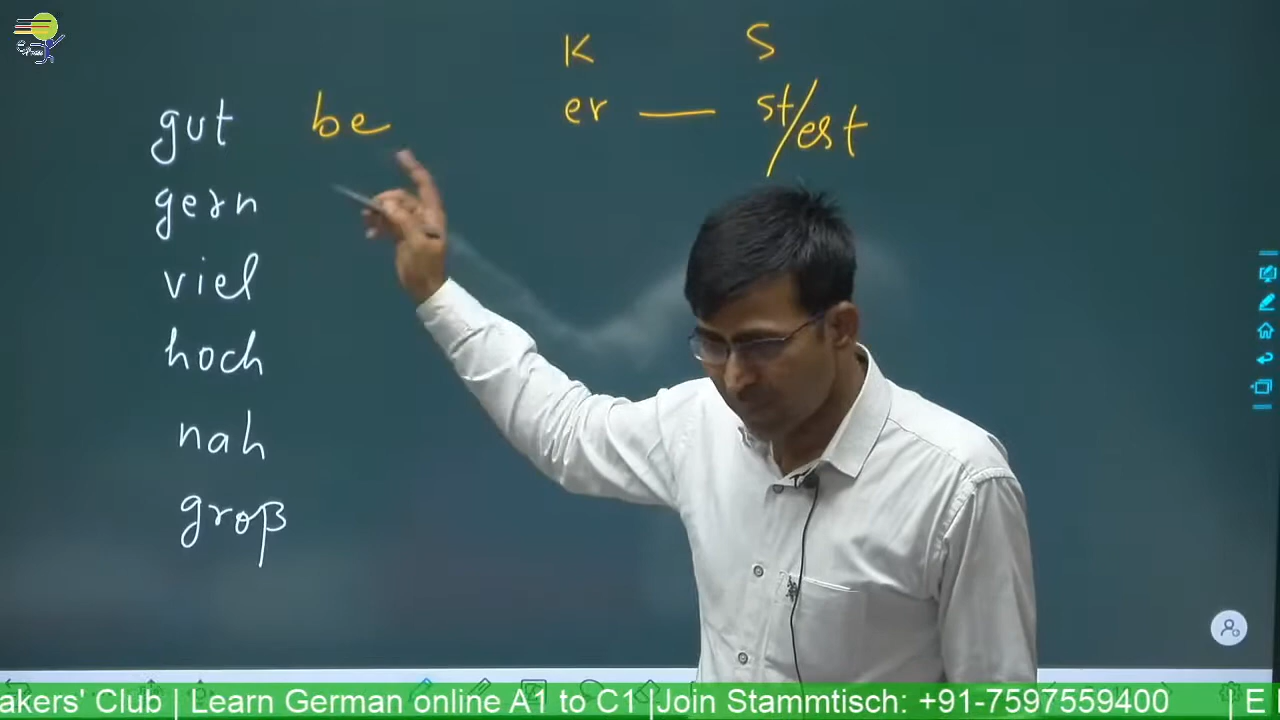 K S
er — st/est
gut be
gern
viel
hoch
nah
groß
akers' Club | Learn German online A1 to C1 |Join Stammtisch: +91-7597559400 | E